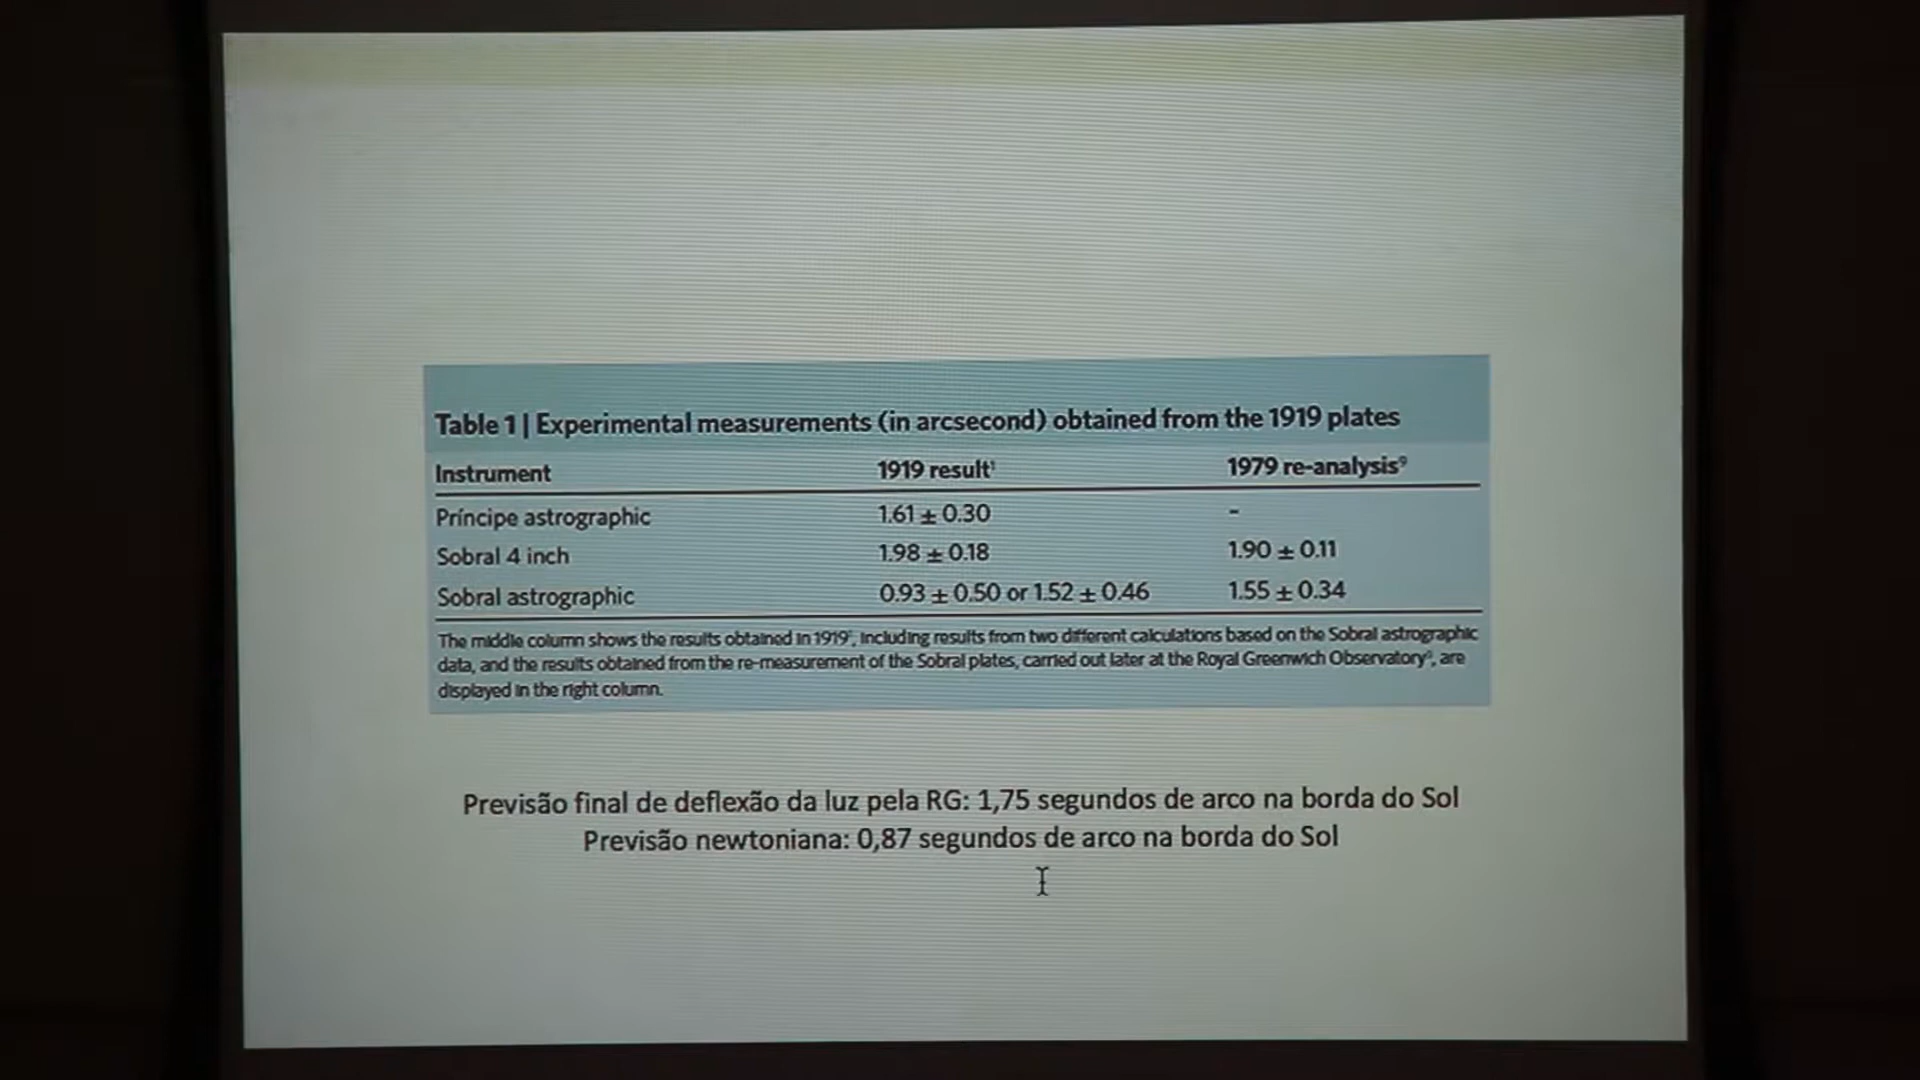 Table 1 | Experimental measurements (in arcsecond) obtained from the 1919 plates
Instrument 1919 result¹ 1979 re-analysis⁹
Príncipe astrographic 1.61 ± 0.30 -
Sobral 4 inch 1.98 ± 0.18 1.90 ± 0.11
Sobral astrographic 0.93 ± 0.50 or 1.52 ± 0.46 1.55 ± 0.34
The middle column shows the results obtained in 1919¹, including results from two different calculations based on the Sobral astrographic
data, and the results obtained from the re-measurement of the Sobral plates, carried out later at the Royal Greenwich Observatory⁹, are
displayed in the right column.
Previsão final de deflexão da luz pela RG: 1,75 segundos de arco na borda do Sol
Previsão newtoniana: 0,87 segundos de arco na borda do Sol